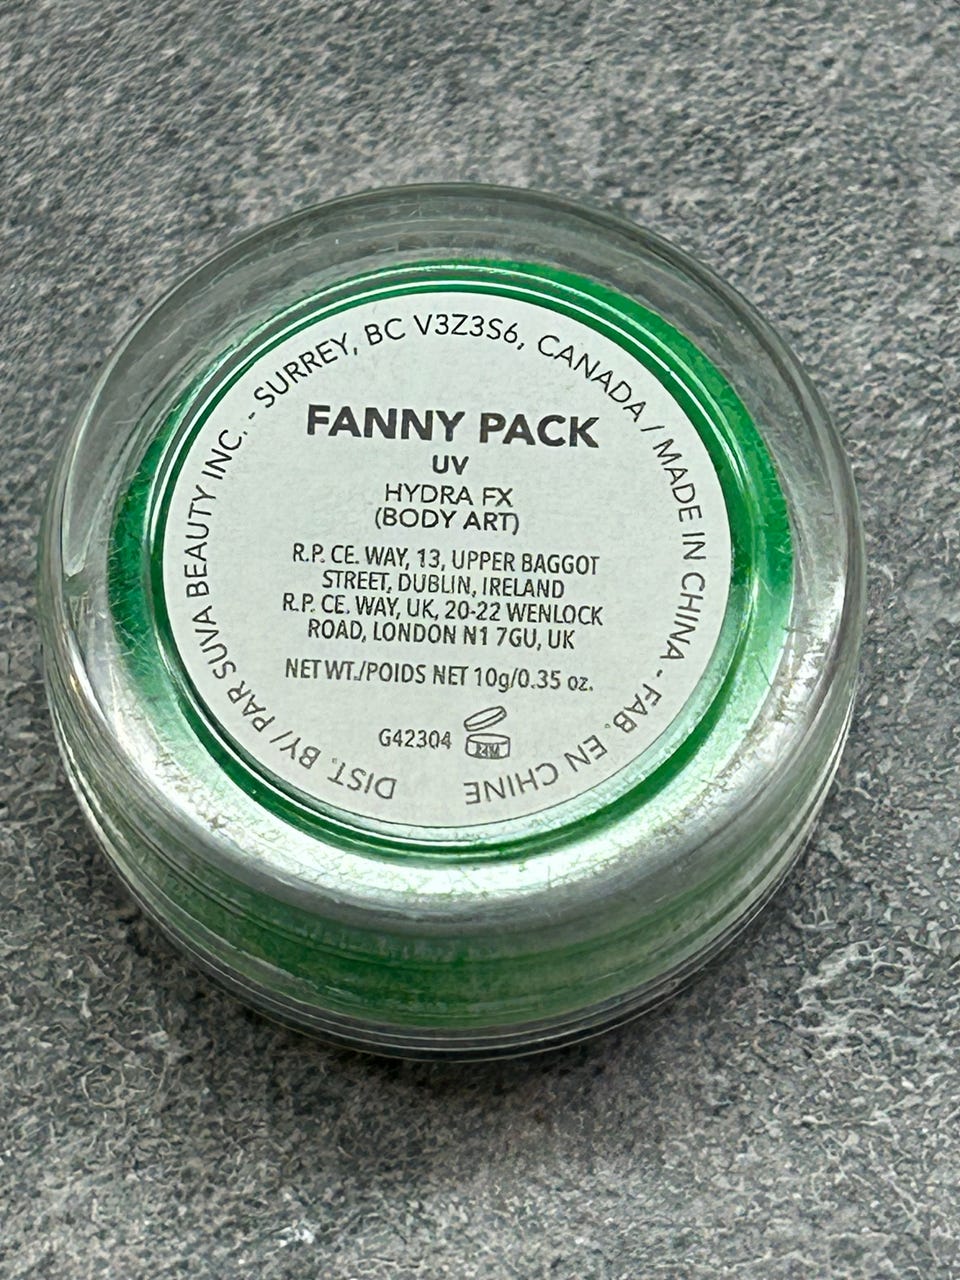 FANNY PACK
UV
HYDRA FX
(BODY ART)
R.P. CE. WAY, 13, UPPER BAGGOT
STREET, DUBLIN, IRELAND
R.P. CE. WAY, UK, 20-22 WENLOCK
ROAD, LONDON N1 7GU, UK
NET WT./POIDS NET 10g/0.35 oz.
G42304 24M
DIST. BY/ PAR SUVA BEAUTY INC. - SURREY, BC V3Z3S6, CANADA / MADE IN CHINA - FAB. EN CHINE